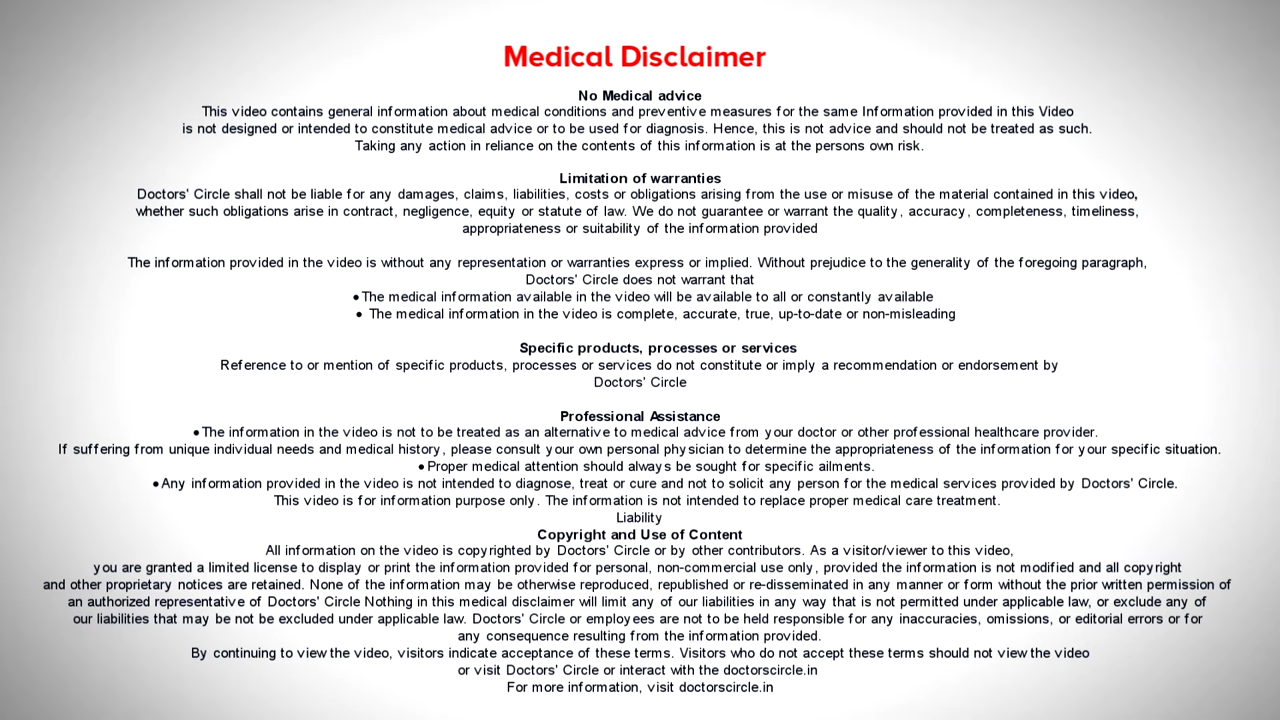 Medical Disclaimer
No Medical advice
This video contains general information about medical conditions and preventive measures for the same Information provided in this Video
is not designed or intended to constitute medical advice or to be used for diagnosis. Hence, this is not advice and should not be treated as such.
Taking any action in reliance on the contents of this information is at the persons own risk.
Limitation of warranties
Doctors' Circle shall not be liable for any damages, claims, liabilities, costs or obligations arising from the use or misuse of the material contained in this video,
whether such obligations arise in contract, negligence, equity or statute of law. We do not guarantee or warrant the quality, accuracy, completeness, timeliness,
appropriateness or suitability of the information provided
The information provided in the video is without any representation or warranties express or implied. Without prejudice to the generality of the foregoing paragraph,
Doctors' Circle does not warrant that
• The medical information available in the video will be available to all or constantly available
• The medical information in the video is complete, accurate, true, up-to-date or non-misleading
Specific products, processes or services
Reference to or mention of specific products, processes or services do not constitute or imply a recommendation or endorsement by
Doctors' Circle
Professional Assistance
• The information in the video is not to be treated as an alternative to medical advice from your doctor or other professional healthcare provider.
If suffering from unique individual needs and medical history, please consult your own personal physician to determine the appropriateness of the information for your specific situation.
• Proper medical attention should always be sought for specific ailments.
• Any information provided in the video is not intended to diagnose, treat or cure and not to solicit any person for the medical services provided by Doctors' Circle.
This video is for information purpose only. The information is not intended to replace proper medical care treatment.
Liability
Copyright and Use of Content
All information on the video is copyrighted by Doctors' Circle or by other contributors. As a visitor/viewer to this video,
you are granted a limited license to display or print the information provided for personal, non-commercial use only, provided the information is not modified and all copyright
and other proprietary notices are retained. None of the information may be otherwise reproduced, republished or re-disseminated in any manner or form without the prior written permission of
an authorized representative of Doctors' Circle Nothing in this medical disclaimer will limit any of our liabilities in any way that is not permitted under applicable law, or exclude any of
our liabilities that may be not be excluded under applicable law. Doctors' Circle or employees are not to be held responsible for any inaccuracies, omissions, or editorial errors or for
any consequence resulting from the information provided.
By continuing to view the video, visitors indicate acceptance of these terms. Visitors who do not accept these terms should not view the video
or visit Doctors' Circle or interact with the doctorscircle.in
For more information, visit doctorscircle.in